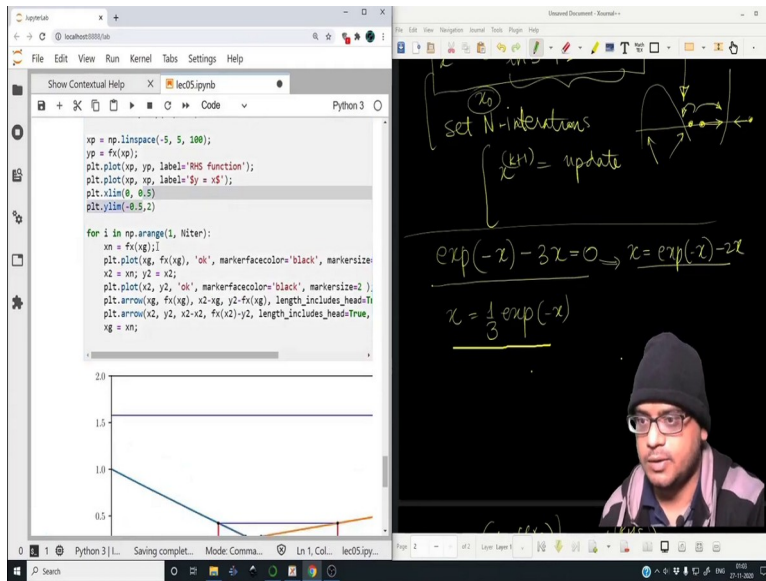 JupyterLab
localhost:8888/lab
File Edit View Run Kernel Tabs Settings Help
Show Contextual Help X lec05.ipynb
Code Python 3
xp = np.linspace(-5, 5, 100);
yp = fx(xp);
plt.plot(xp, yp, label='RHS function');
plt.plot(xp, xp, label='$y = x$');
plt.xlim(0, 0.5)
plt.ylim(-0.5,2)
for i in np.arange(1, Niter):
xn = fx(xg);
plt.plot(xg, fx(xg), 'ok', markerfacecolor='black', markersize=
x2 = xn; y2 = x2;
plt.plot(x2, y2, 'ok', markerfacecolor='black', markersize=2 )
plt.arrow(xg, fx(xg), x2-xg, y2-fx(xg), length_includes_head=Tr
plt.arrow(x2, y2, x2-x2, fx(x2)-y2, length_includes_head=True,
xg = xn;
2.0
1.5
1.0
0.5
0 1 Python 3 | I... Saving complet... Mode: Comma... Ln 1, Col... lec05.ipy...
Search
Unsaved Document - Xournal++
File Edit View Navigation Journal Tools Plugin Help
x0
set N-interations
x^(k+1) = update
exp(-x) - 3x = 0 → x = exp(-x) - 2x
x = 1/3 exp(-x)
Page 2 of 2 Layer Layer 1
ENG 01:03
27-11-2020